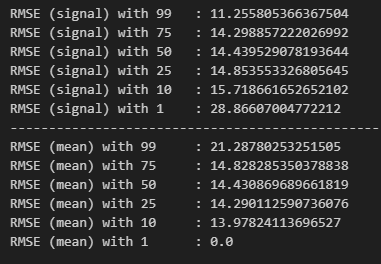 RMSE (signal) with 99   : 11.255805366367504
RMSE (signal) with 75   : 14.298857222026992
RMSE (signal) with 50   : 14.439529078193644
RMSE (signal) with 25   : 14.853553326805645
RMSE (signal) with 10   : 15.718661652652102
RMSE (signal) with 1    : 28.86607004772212
------------------------------------------------
RMSE (mean) with 99     : 21.28780253251505
RMSE (mean) with 75     : 14.828285350378838
RMSE (mean) with 50     : 14.430869689661819
RMSE (mean) with 25     : 14.290112590736076
RMSE (mean) with 10     : 13.97824113696527
RMSE (mean) with 1      : 0.0